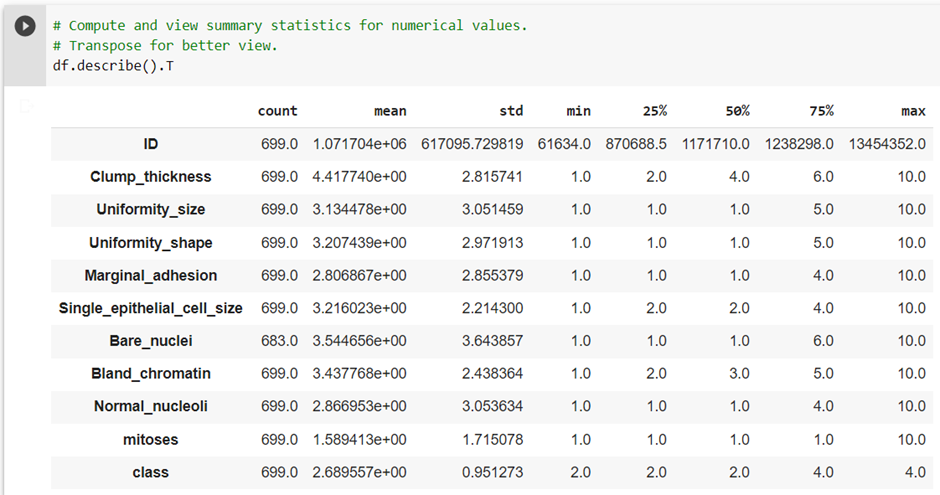 # Compute and view summary statistics for numerical values.
# Transpose for better view.
df.describe().T
count mean std min 25% 50% 75% max
ID 699.0 1.071704e+06 617095.729819 61634.0 870688.5 1171710.0 1238298.0 13454352.0
Clump_thickness 699.0 4.417740e+00 2.815741 1.0 2.0 4.0 6.0 10.0
Uniformity_size 699.0 3.134478e+00 3.051459 1.0 1.0 1.0 5.0 10.0
Uniformity_shape 699.0 3.207439e+00 2.971913 1.0 1.0 1.0 5.0 10.0
Marginal_adhesion 699.0 2.806867e+00 2.855379 1.0 1.0 1.0 4.0 10.0
Single_epithelial_cell_size 699.0 3.216023e+00 2.214300 1.0 2.0 2.0 4.0 10.0
Bare_nuclei 683.0 3.544656e+00 3.643857 1.0 1.0 1.0 6.0 10.0
Bland_chromatin 699.0 3.437768e+00 2.438364 1.0 2.0 3.0 5.0 10.0
Normal_nucleoli 699.0 2.866953e+00 3.053634 1.0 1.0 1.0 4.0 10.0
mitoses 699.0 1.589413e+00 1.715078 1.0 1.0 1.0 1.0 10.0
class 699.0 2.689557e+00 0.951273 2.0 2.0 2.0 4.0 4.0